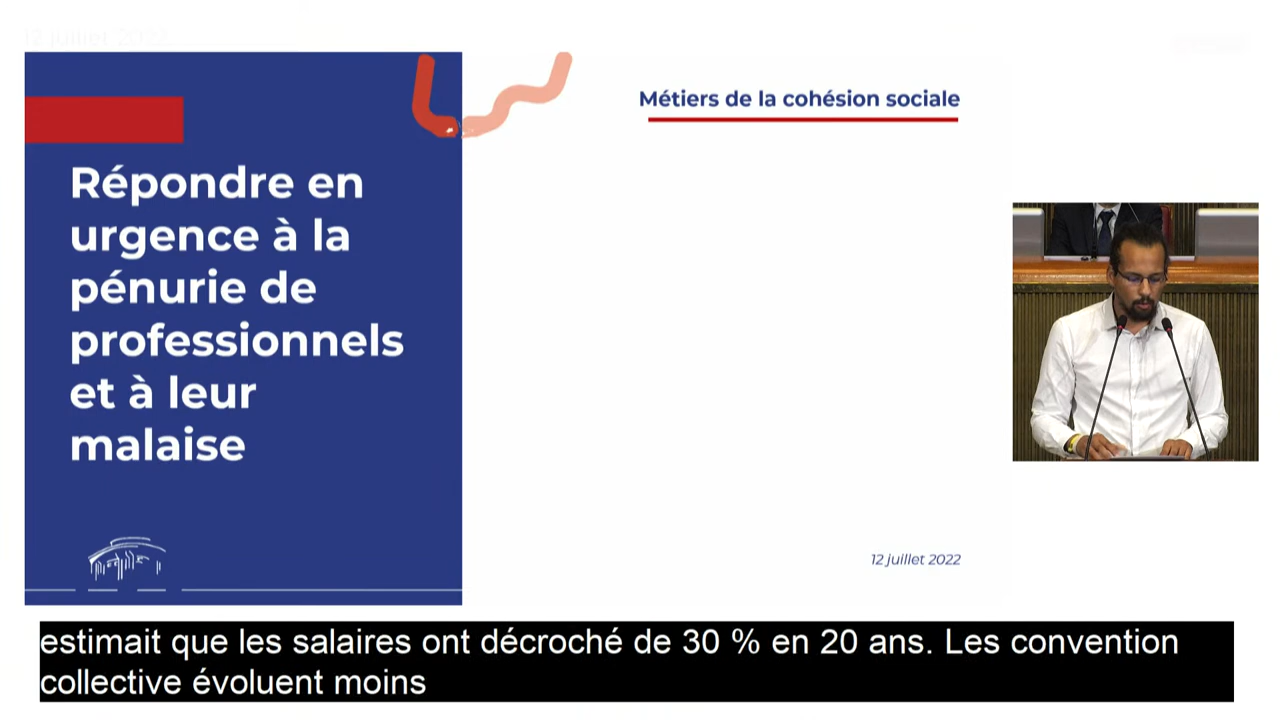 Métiers de la cohésion sociale
Répondre en
urgence à la
pénurie de
professionnels
et à leur
malaise
12 juillet 2022
estimait que les salaires ont décroché de 30 % en 20 ans. Les convention
collective évoluent moins